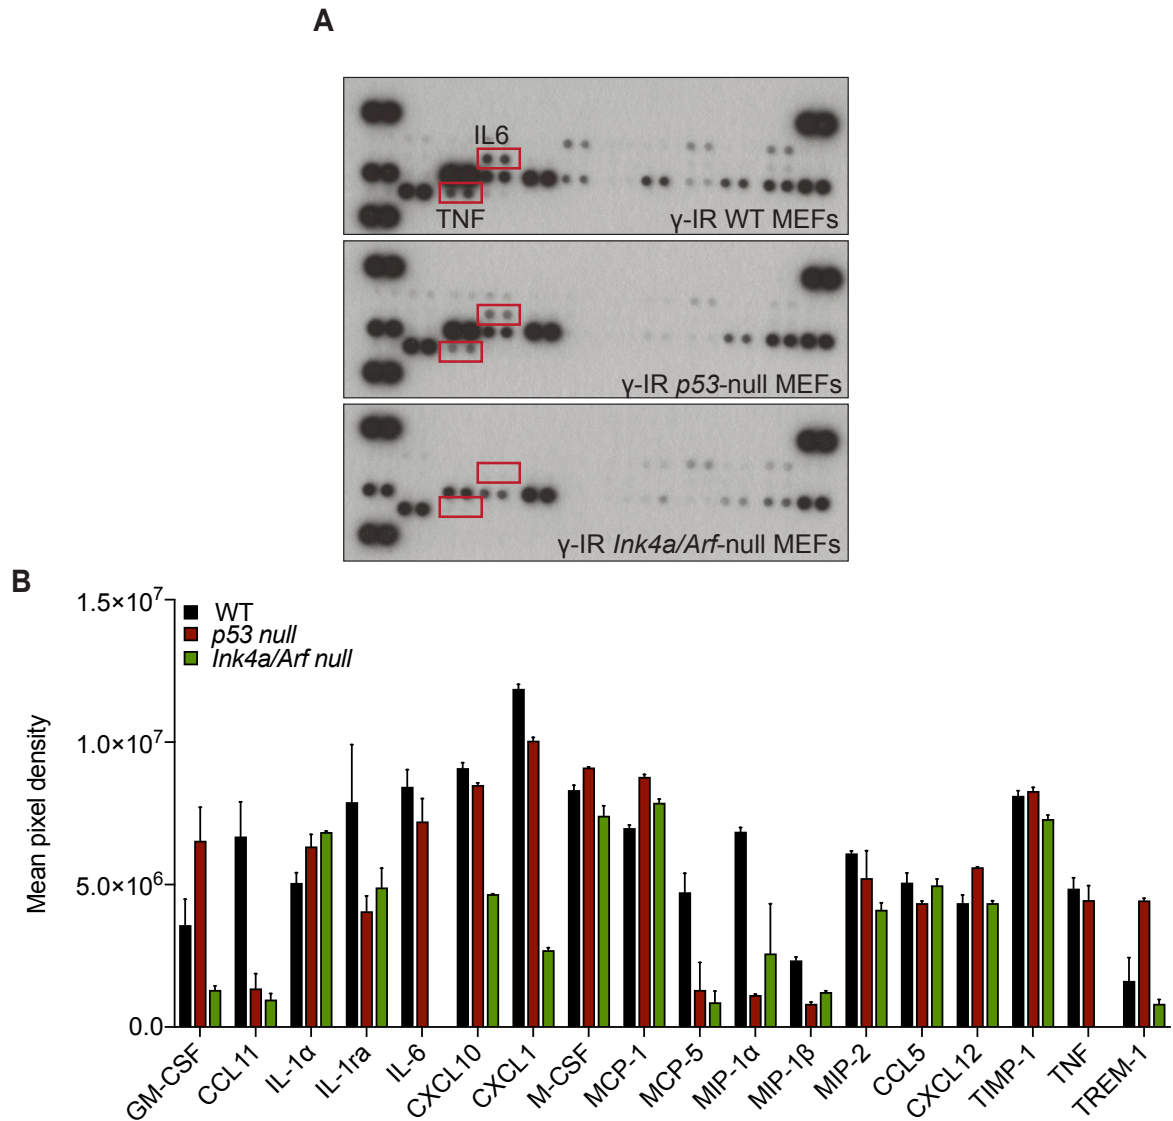 A
IL6
TNF
γ-IR WT MEFs
γ-IR p53-null MEFs
γ-IR Ink4a/Arf-null MEFs
B
1.5×10⁷
1.0×10⁷
5.0×10⁶
0.0
Mean pixel density
WT
p53 null
Ink4a/Arf null
GM-CSF
CCL11
IL-1α
IL-1ra
IL-6
CXCL10
CXCL1
M-CSF
MCP-1
MCP-5
MIP-1α
MIP-1β
MIP-2
CCL5
CXCL12
TIMP-1
TNF
TREM-1